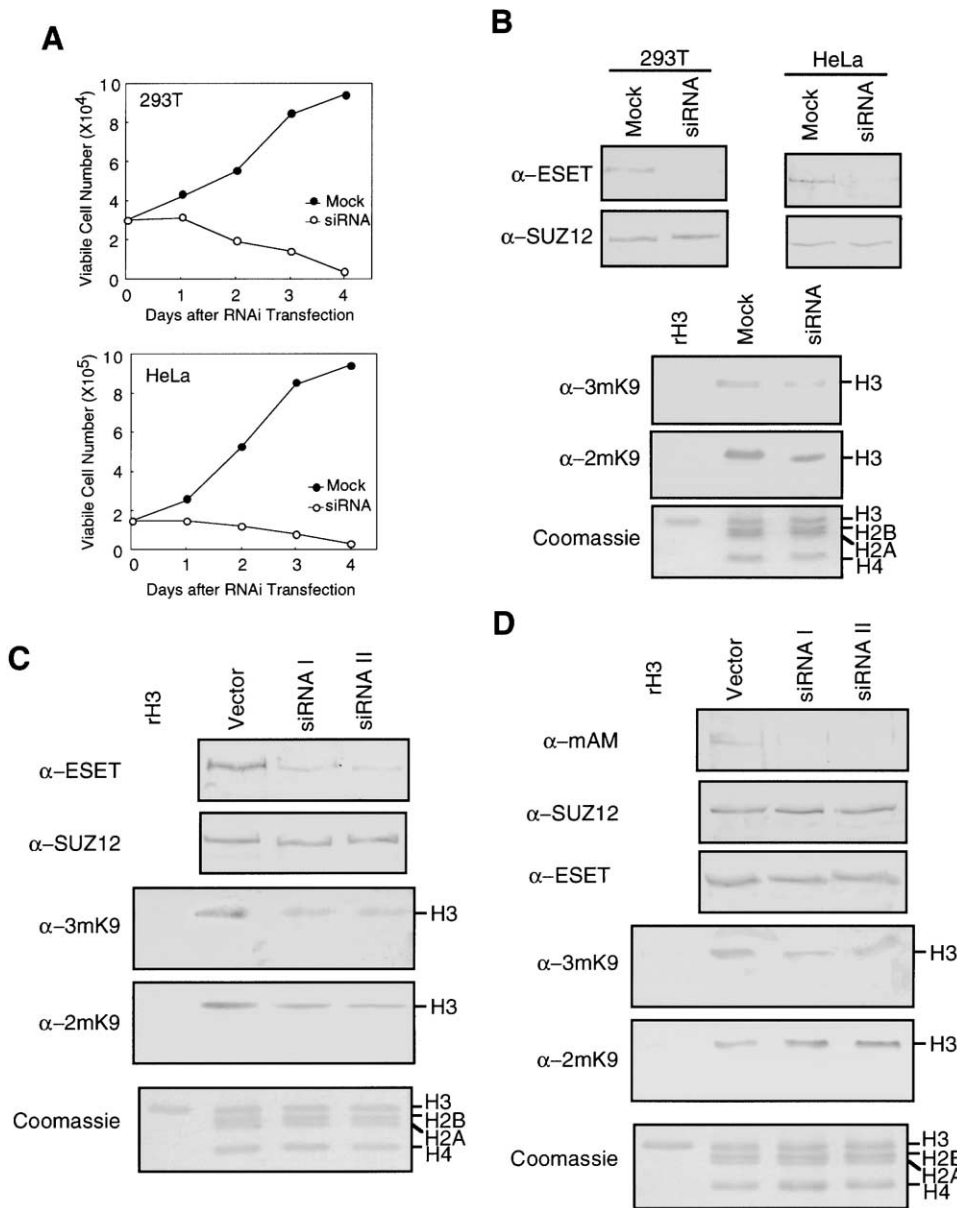 A
293T
Viabile Cell Number (X10⁴)
10
8
6
4
2
0
Mock
siRNA
0 1 2 3 4
Days after RNAi Transfection
HeLa
Viabile Cell Number (X10⁵)
10
8
6
4
2
0
Mock
siRNA
0 1 2 3 4
Days after RNAi Transfection
B
293T HeLa
Mock siRNA Mock siRNA
α-ESET
α-SUZ12
rH3 Mock siRNA
α-3mK9 H3
α-2mK9 H3
Coomassie
H3
H2B
H2A
H4
C
rH3 Vector siRNA I siRNA II
α-ESET
α-SUZ12
α-3mK9 H3
α-2mK9 H3
Coomassie
H3
H2B
H2A
H4
D
rH3 Vector siRNA I siRNA II
α-mAM
α-SUZ12
α-ESET
α-3mK9 H3
α-2mK9 H3
Coomassie
H3
H2B
H2A
H4